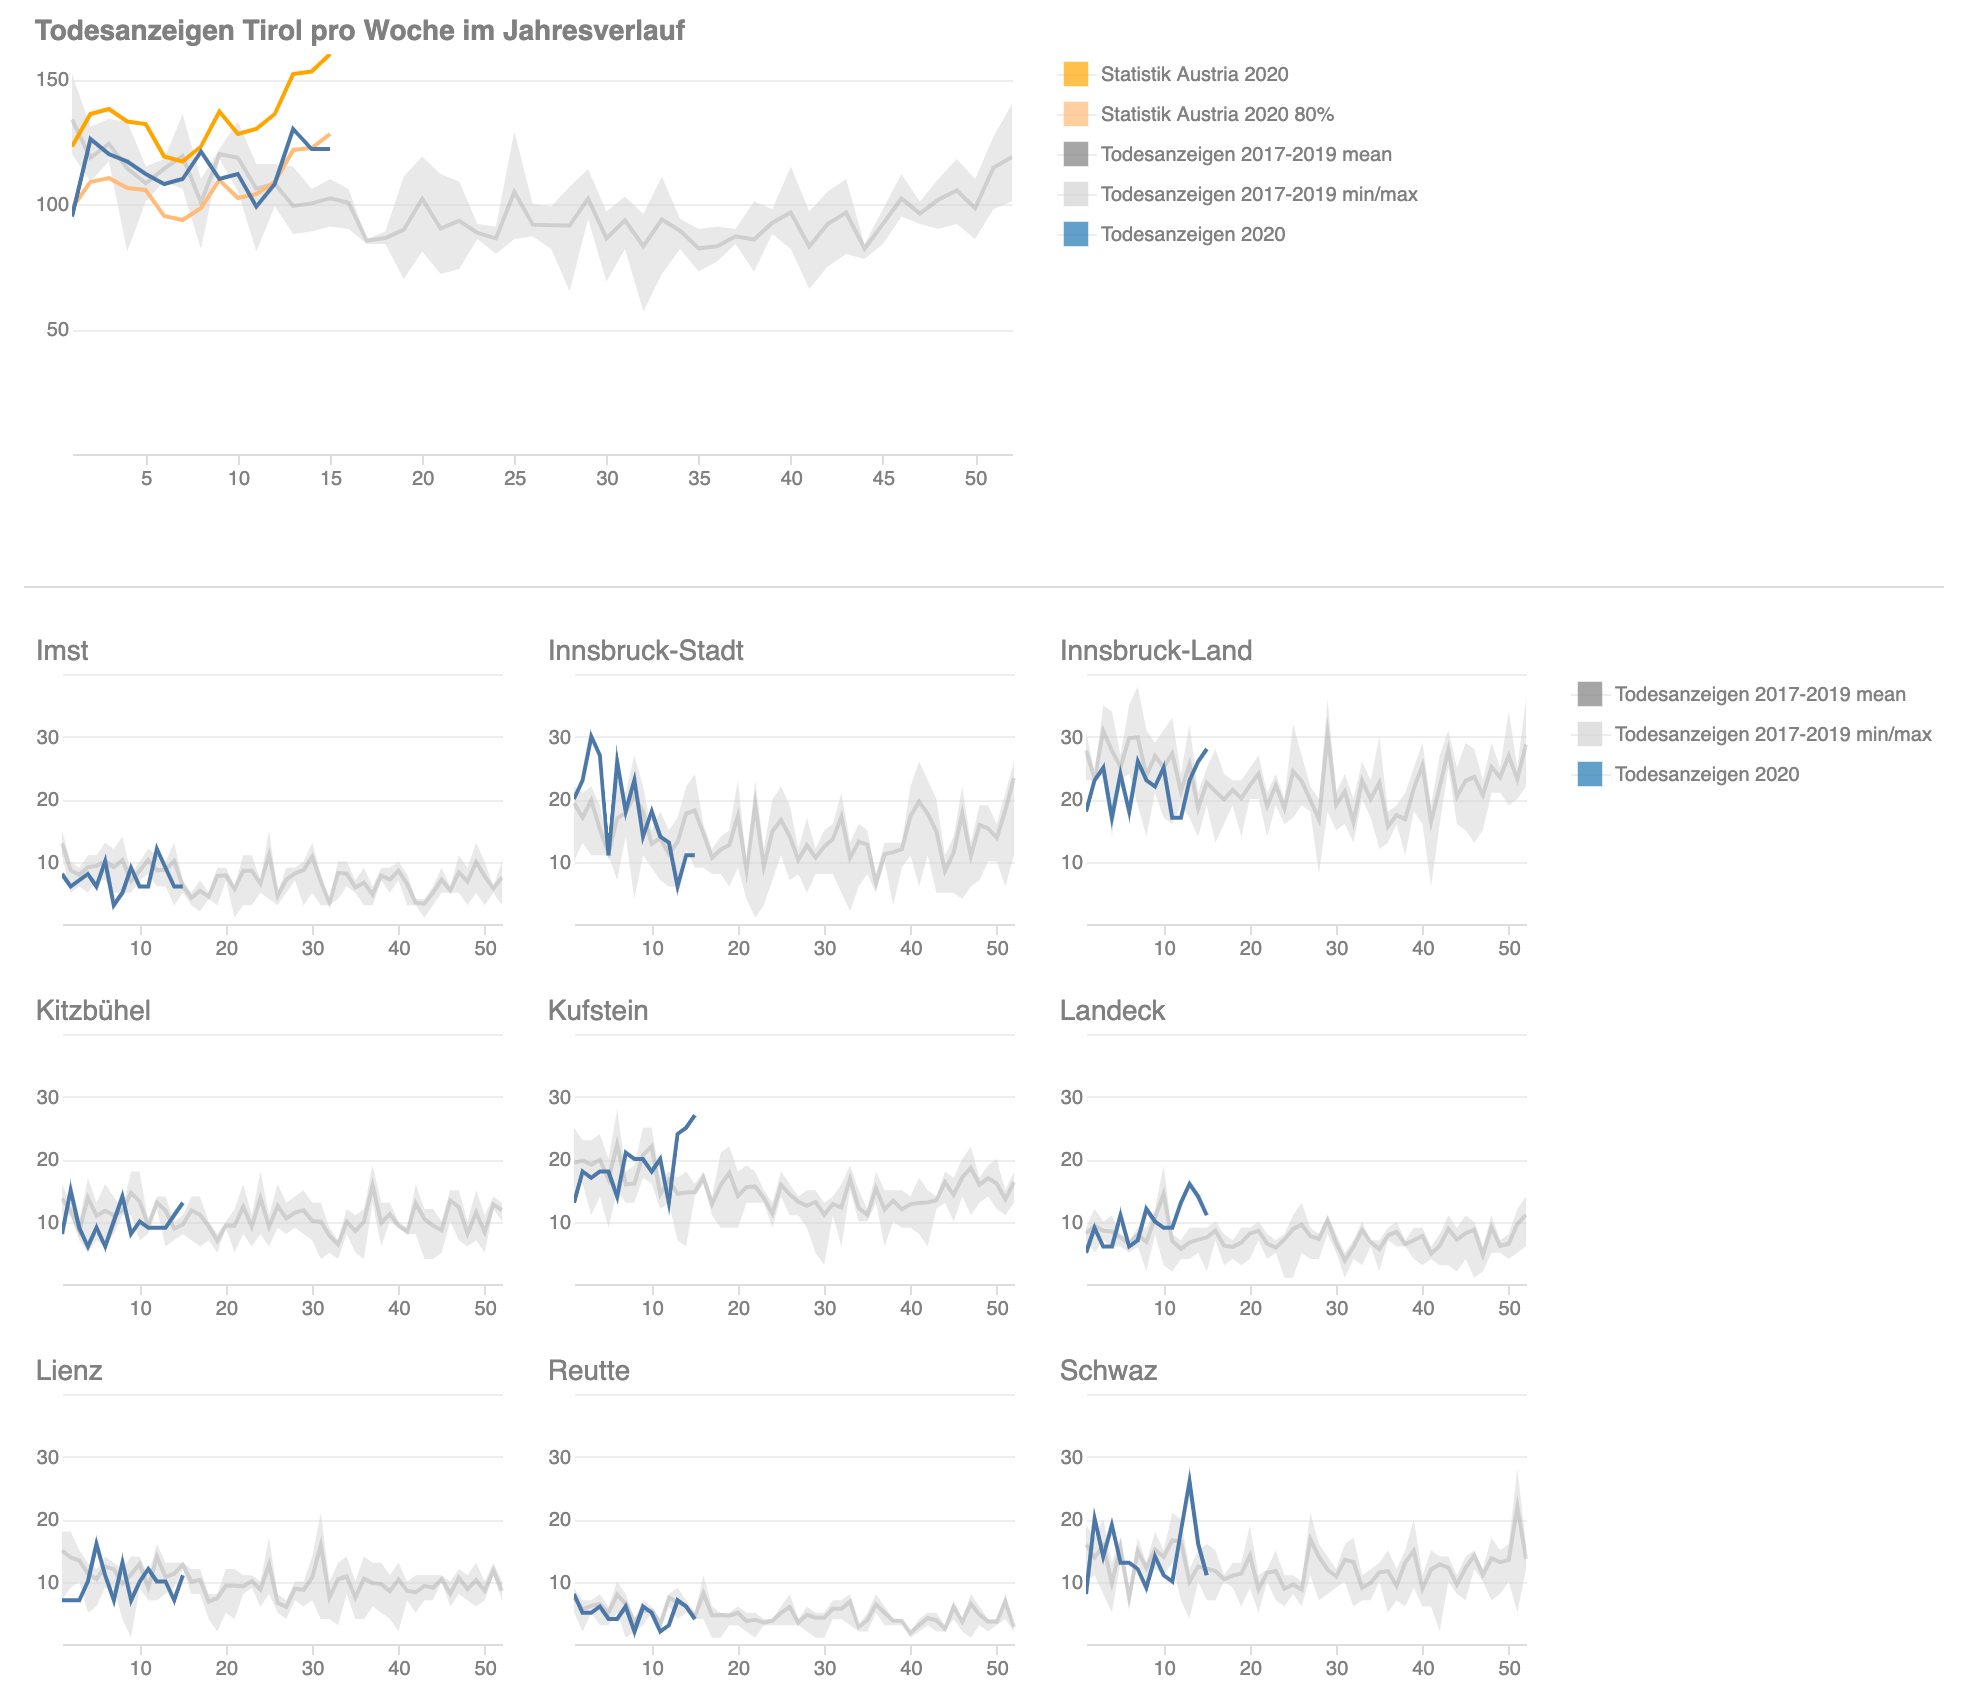 Todesanzeigen Tirol pro Woche im Jahresverlauf
150
100
50
5 10 15 20 25 30 35 40 45 50
Statistik Austria 2020
Statistik Austria 2020 80%
Todesanzeigen 2017-2019 mean
Todesanzeigen 2017-2019 min/max
Todesanzeigen 2020
Imst
30
20
10
10 20 30 40 50
Innsbruck-Stadt
30
20
10
10 20 30 40 50
Innsbruck-Land
30
20
10
10 20 30 40 50
Todesanzeigen 2017-2019 mean
Todesanzeigen 2017-2019 min/max
Todesanzeigen 2020
Kitzbühel
30
20
10
10 20 30 40 50
Kufstein
30
20
10
10 20 30 40 50
Landeck
30
20
10
10 20 30 40 50
Lienz
30
20
10
10 20 30 40 50
Reutte
30
20
10
10 20 30 40 50
Schwaz
30
20
10
10 20 30 40 50